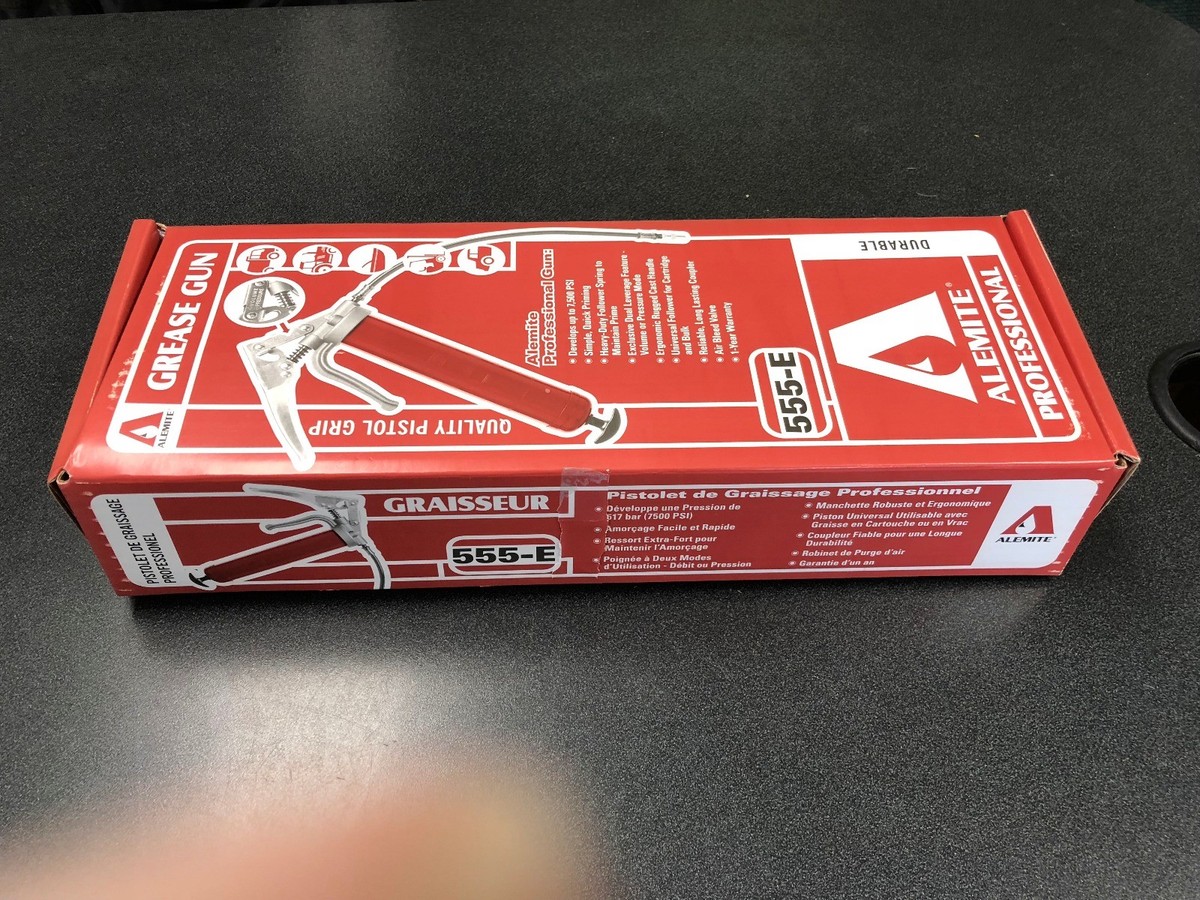 GREASE GUN
ALEMITE
QUALITY PISTOL GRIP
Alemite
Professional Gun:
• Develops up to 7,500 PSI
• Simple, Quick Priming
• Heavy-Duty Follower Spring to
Maintain Prime
• Exclusive Dual Leverage Feature -
Volume or Pressure Mode
• Ergonomic Rugged Cast Handle
• Universal Follower for Cartridge
and Bulk
• Reliable, Long Lasting Coupler
• Air Bleed Valve
• 1-Year Warranty
555-E
DURABLE
ALEMITE®
PROFESSIONAL
PISTOLET DE GRAISSAGE
PROFESSIONEL
GRAISSEUR
555-E
Pistolet de Graissage Professionnel
• Développe une Pression de
517 bar (7500 PSI)
• Amorçage Facile et Rapide
• Ressort Extra-Fort pour
Maintenir l'Amorçage
Poignée à Deux Modes
d'Utilisation - Débit ou Pression
• Manchette Robuste et Ergonomique
• Piston Universal Utilisable avec
Graisse en Cartouche ou en Vrac
• Coupleur Fiable pour une Longue
Durabilité
• Robinet de Purge d'air
• Garantie d'un an
ALEMITE